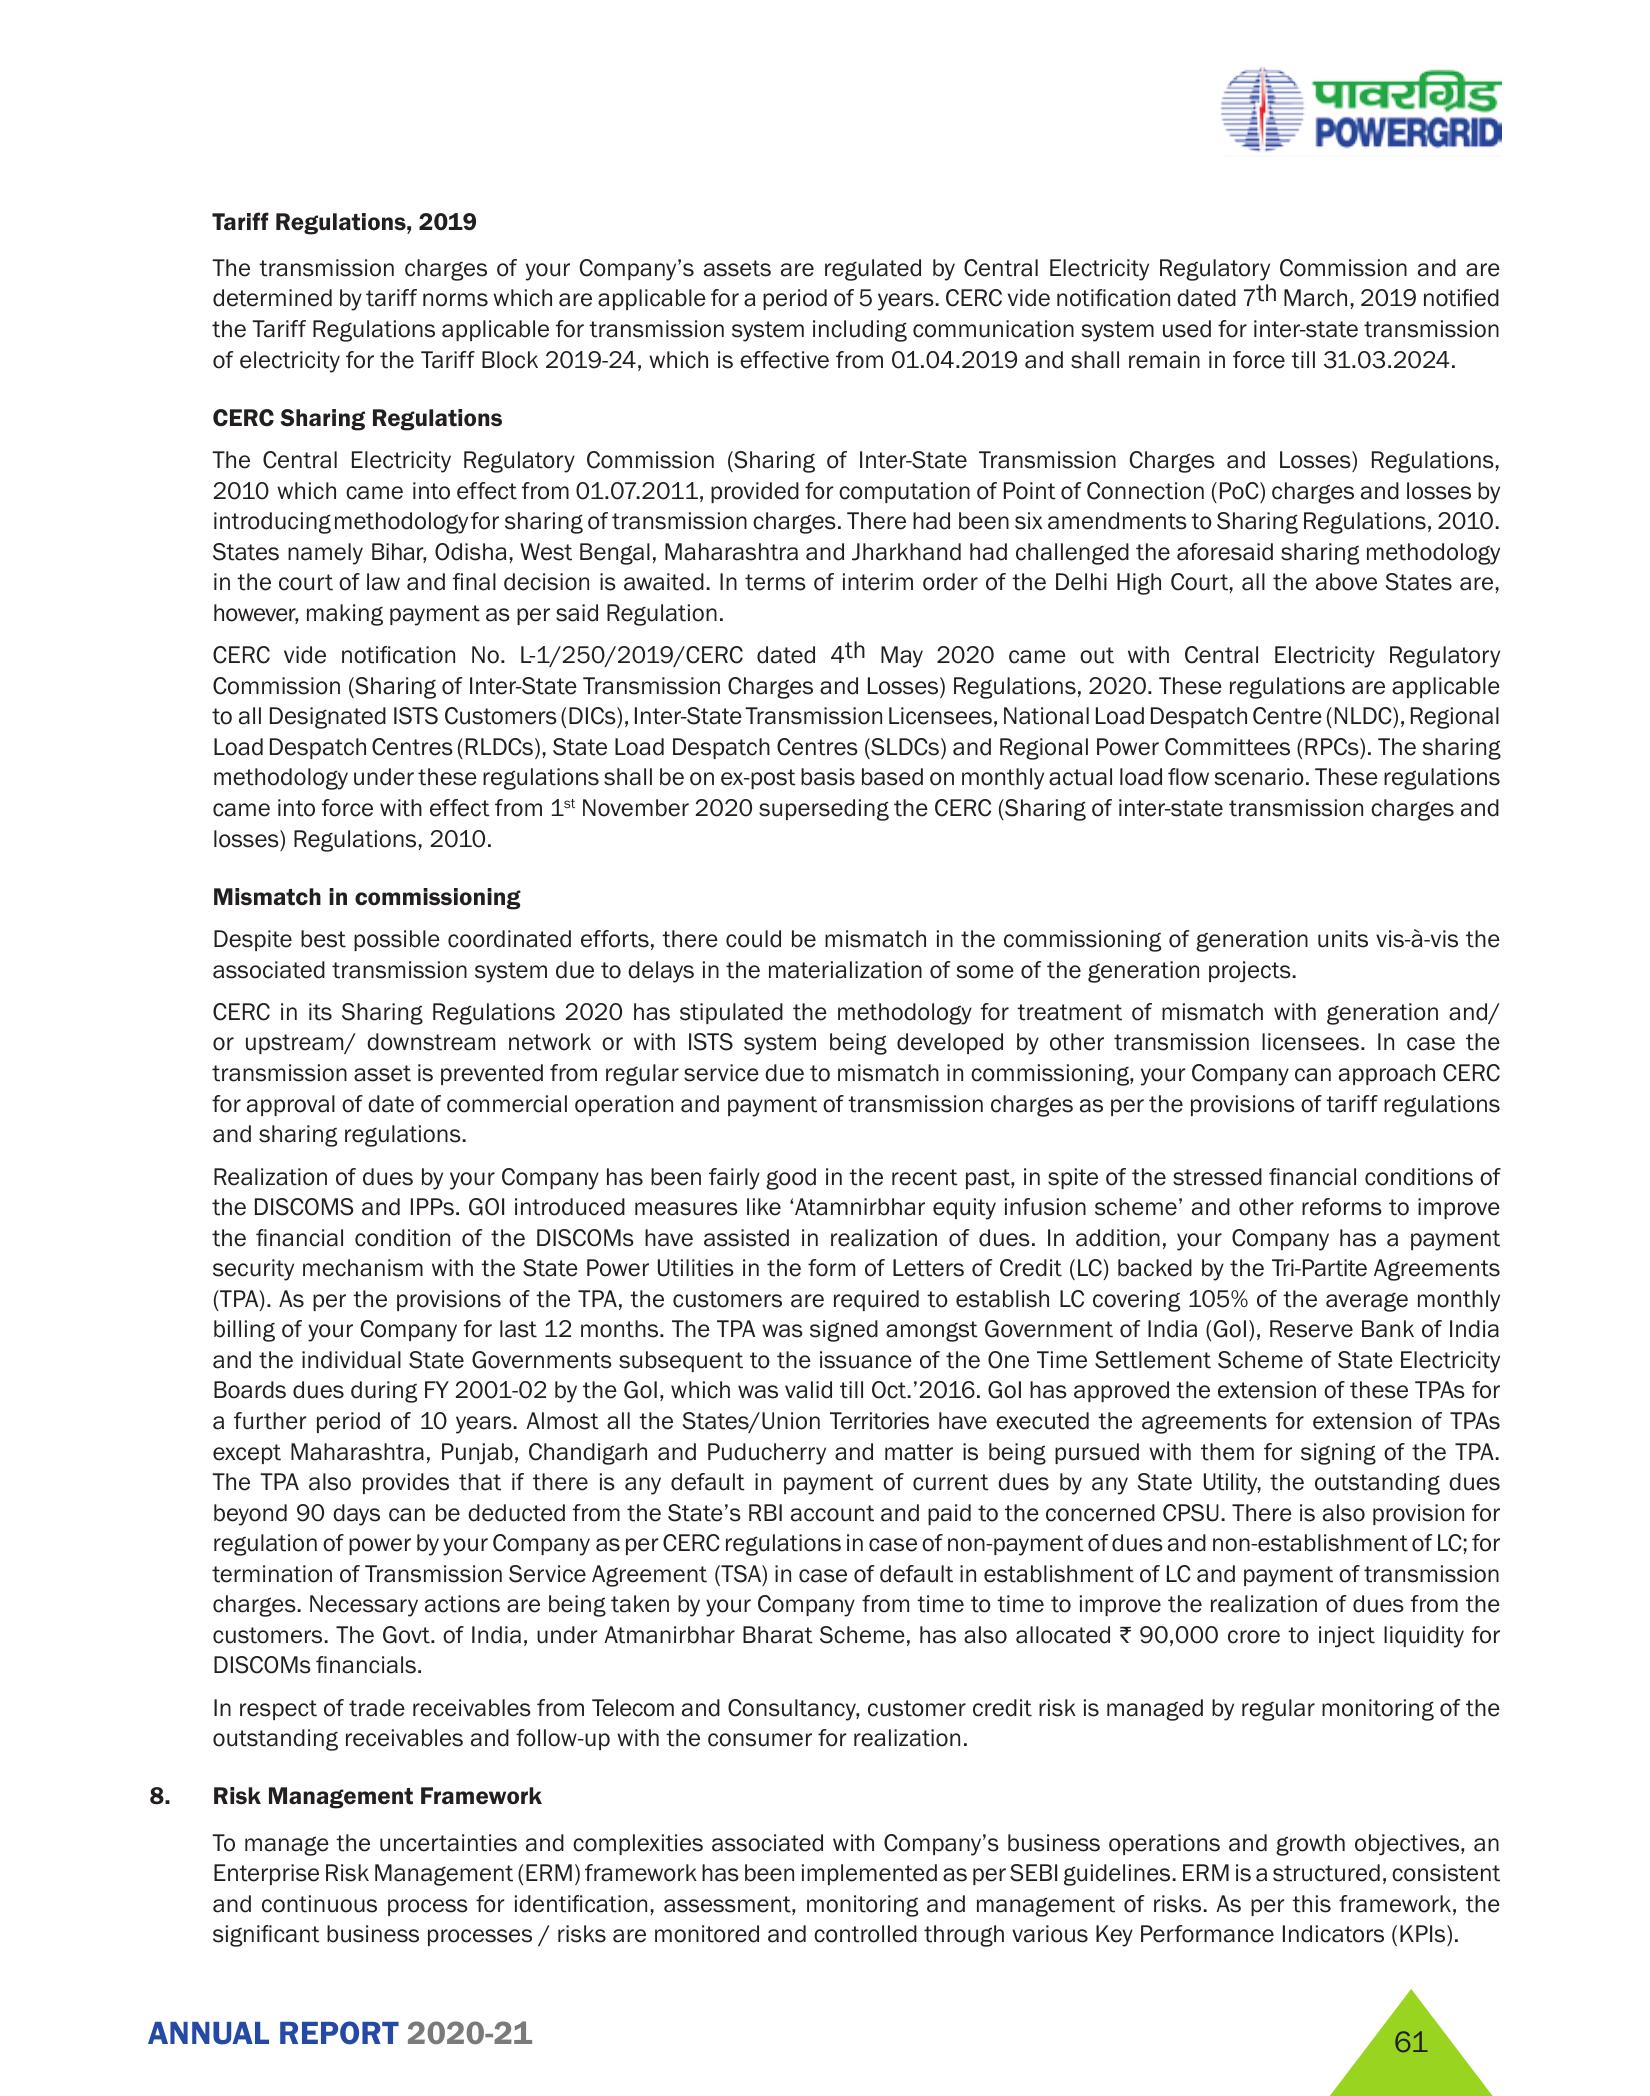 पावरग्रिड
POWERGRID
Tariff Regulations, 2019
The transmission charges of your Company’s assets are regulated by Central Electricity Regulatory Commission and are
determined by tariff norms which are applicable for a period of 5 years. CERC vide notification dated 7th March, 2019 notified
the Tariff Regulations applicable for transmission system including communication system used for inter-state transmission
of electricity for the Tariff Block 2019-24, which is effective from 01.04.2019 and shall remain in force till 31.03.2024.
CERC Sharing Regulations
The Central Electricity Regulatory Commission (Sharing of Inter-State Transmission Charges and Losses) Regulations,
2010 which came into effect from 01.07.2011, provided for computation of Point of Connection (PoC) charges and losses by
introducing methodology for sharing of transmission charges. There had been six amendments to Sharing Regulations, 2010.
States namely Bihar, Odisha, West Bengal, Maharashtra and Jharkhand had challenged the aforesaid sharing methodology
in the court of law and final decision is awaited. In terms of interim order of the Delhi High Court, all the above States are,
however, making payment as per said Regulation.
CERC vide notification No. L-1/250/2019/CERC dated 4th May 2020 came out with Central Electricity Regulatory
Commission (Sharing of Inter-State Transmission Charges and Losses) Regulations, 2020. These regulations are applicable
to all Designated ISTS Customers (DICs), Inter-State Transmission Licensees, National Load Despatch Centre (NLDC), Regional
Load Despatch Centres (RLDCs), State Load Despatch Centres (SLDCs) and Regional Power Committees (RPCs). The sharing
methodology under these regulations shall be on ex-post basis based on monthly actual load flow scenario. These regulations
came into force with effect from 1st November 2020 superseding the CERC (Sharing of inter-state transmission charges and
losses) Regulations, 2010.
Mismatch in commissioning
Despite best possible coordinated efforts, there could be mismatch in the commissioning of generation units vis-à-vis the
associated transmission system due to delays in the materialization of some of the generation projects.
CERC in its Sharing Regulations 2020 has stipulated the methodology for treatment of mismatch with generation and/
or upstream/ downstream network or with ISTS system being developed by other transmission licensees. In case the
transmission asset is prevented from regular service due to mismatch in commissioning, your Company can approach CERC
for approval of date of commercial operation and payment of transmission charges as per the provisions of tariff regulations
and sharing regulations.
Realization of dues by your Company has been fairly good in the recent past, in spite of the stressed financial conditions of
the DISCOMS and IPPs. GOI introduced measures like ‘Atamnirbhar equity infusion scheme’ and other reforms to improve
the financial condition of the DISCOMs have assisted in realization of dues. In addition, your Company has a payment
security mechanism with the State Power Utilities in the form of Letters of Credit (LC) backed by the Tri-Partite Agreements
(TPA). As per the provisions of the TPA, the customers are required to establish LC covering 105% of the average monthly
billing of your Company for last 12 months. The TPA was signed amongst Government of India (GoI), Reserve Bank of India
and the individual State Governments subsequent to the issuance of the One Time Settlement Scheme of State Electricity
Boards dues during FY 2001-02 by the GoI, which was valid till Oct.’2016. GoI has approved the extension of these TPAs for
a further period of 10 years. Almost all the States/Union Territories have executed the agreements for extension of TPAs
except Maharashtra, Punjab, Chandigarh and Puducherry and matter is being pursued with them for signing of the TPA.
The TPA also provides that if there is any default in payment of current dues by any State Utility, the outstanding dues
beyond 90 days can be deducted from the State’s RBI account and paid to the concerned CPSU. There is also provision for
regulation of power by your Company as per CERC regulations in case of non-payment of dues and non-establishment of LC; for
termination of Transmission Service Agreement (TSA) in case of default in establishment of LC and payment of transmission
charges. Necessary actions are being taken by your Company from time to time to improve the realization of dues from the
customers. The Govt. of India, under Atmanirbhar Bharat Scheme, has also allocated ₹ 90,000 crore to inject liquidity for
DISCOMs financials.
In respect of trade receivables from Telecom and Consultancy, customer credit risk is managed by regular monitoring of the
outstanding receivables and follow-up with the consumer for realization.
8. Risk Management Framework
To manage the uncertainties and complexities associated with Company’s business operations and growth objectives, an
Enterprise Risk Management (ERM) framework has been implemented as per SEBI guidelines. ERM is a structured, consistent
and continuous process for identification, assessment, monitoring and management of risks. As per this framework, the
significant business processes / risks are monitored and controlled through various Key Performance Indicators (KPIs).
ANNUAL REPORT 2020-21
61